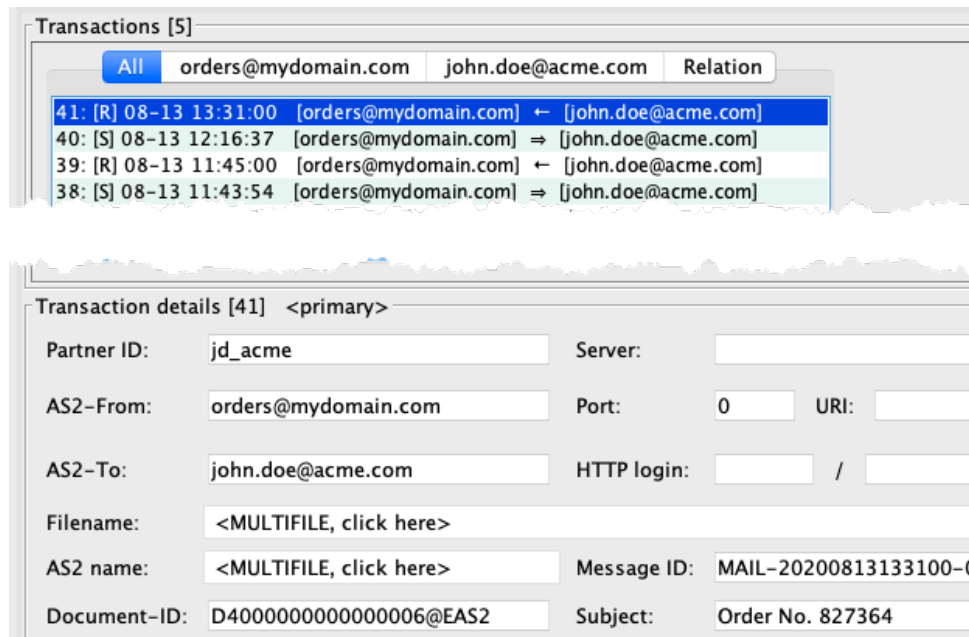 Transactions [5]
All orders@mydomain.com john.doe@acme.com Relation
41: [R] 08-13 13:31:00 [orders@mydomain.com] ← [john.doe@acme.com]
40: [S] 08-13 12:16:37 [orders@mydomain.com] ⇒ [john.doe@acme.com]
39: [R] 08-13 11:45:00 [orders@mydomain.com] ← [john.doe@acme.com]
38: [S] 08-13 11:43:54 [orders@mydomain.com] ⇒ [john.doe@acme.com]
Transaction details [41] <primary>
Partner ID: jd_acme Server:
AS2-From: orders@mydomain.com Port: 0 URI:
AS2-To: john.doe@acme.com HTTP login: /
Filename: <MULTIFILE, click here>
AS2 name: <MULTIFILE, click here> Message ID: MAIL-20200813133100-0
Document-ID: D4000000000000006@EAS2 Subject: Order No. 827364